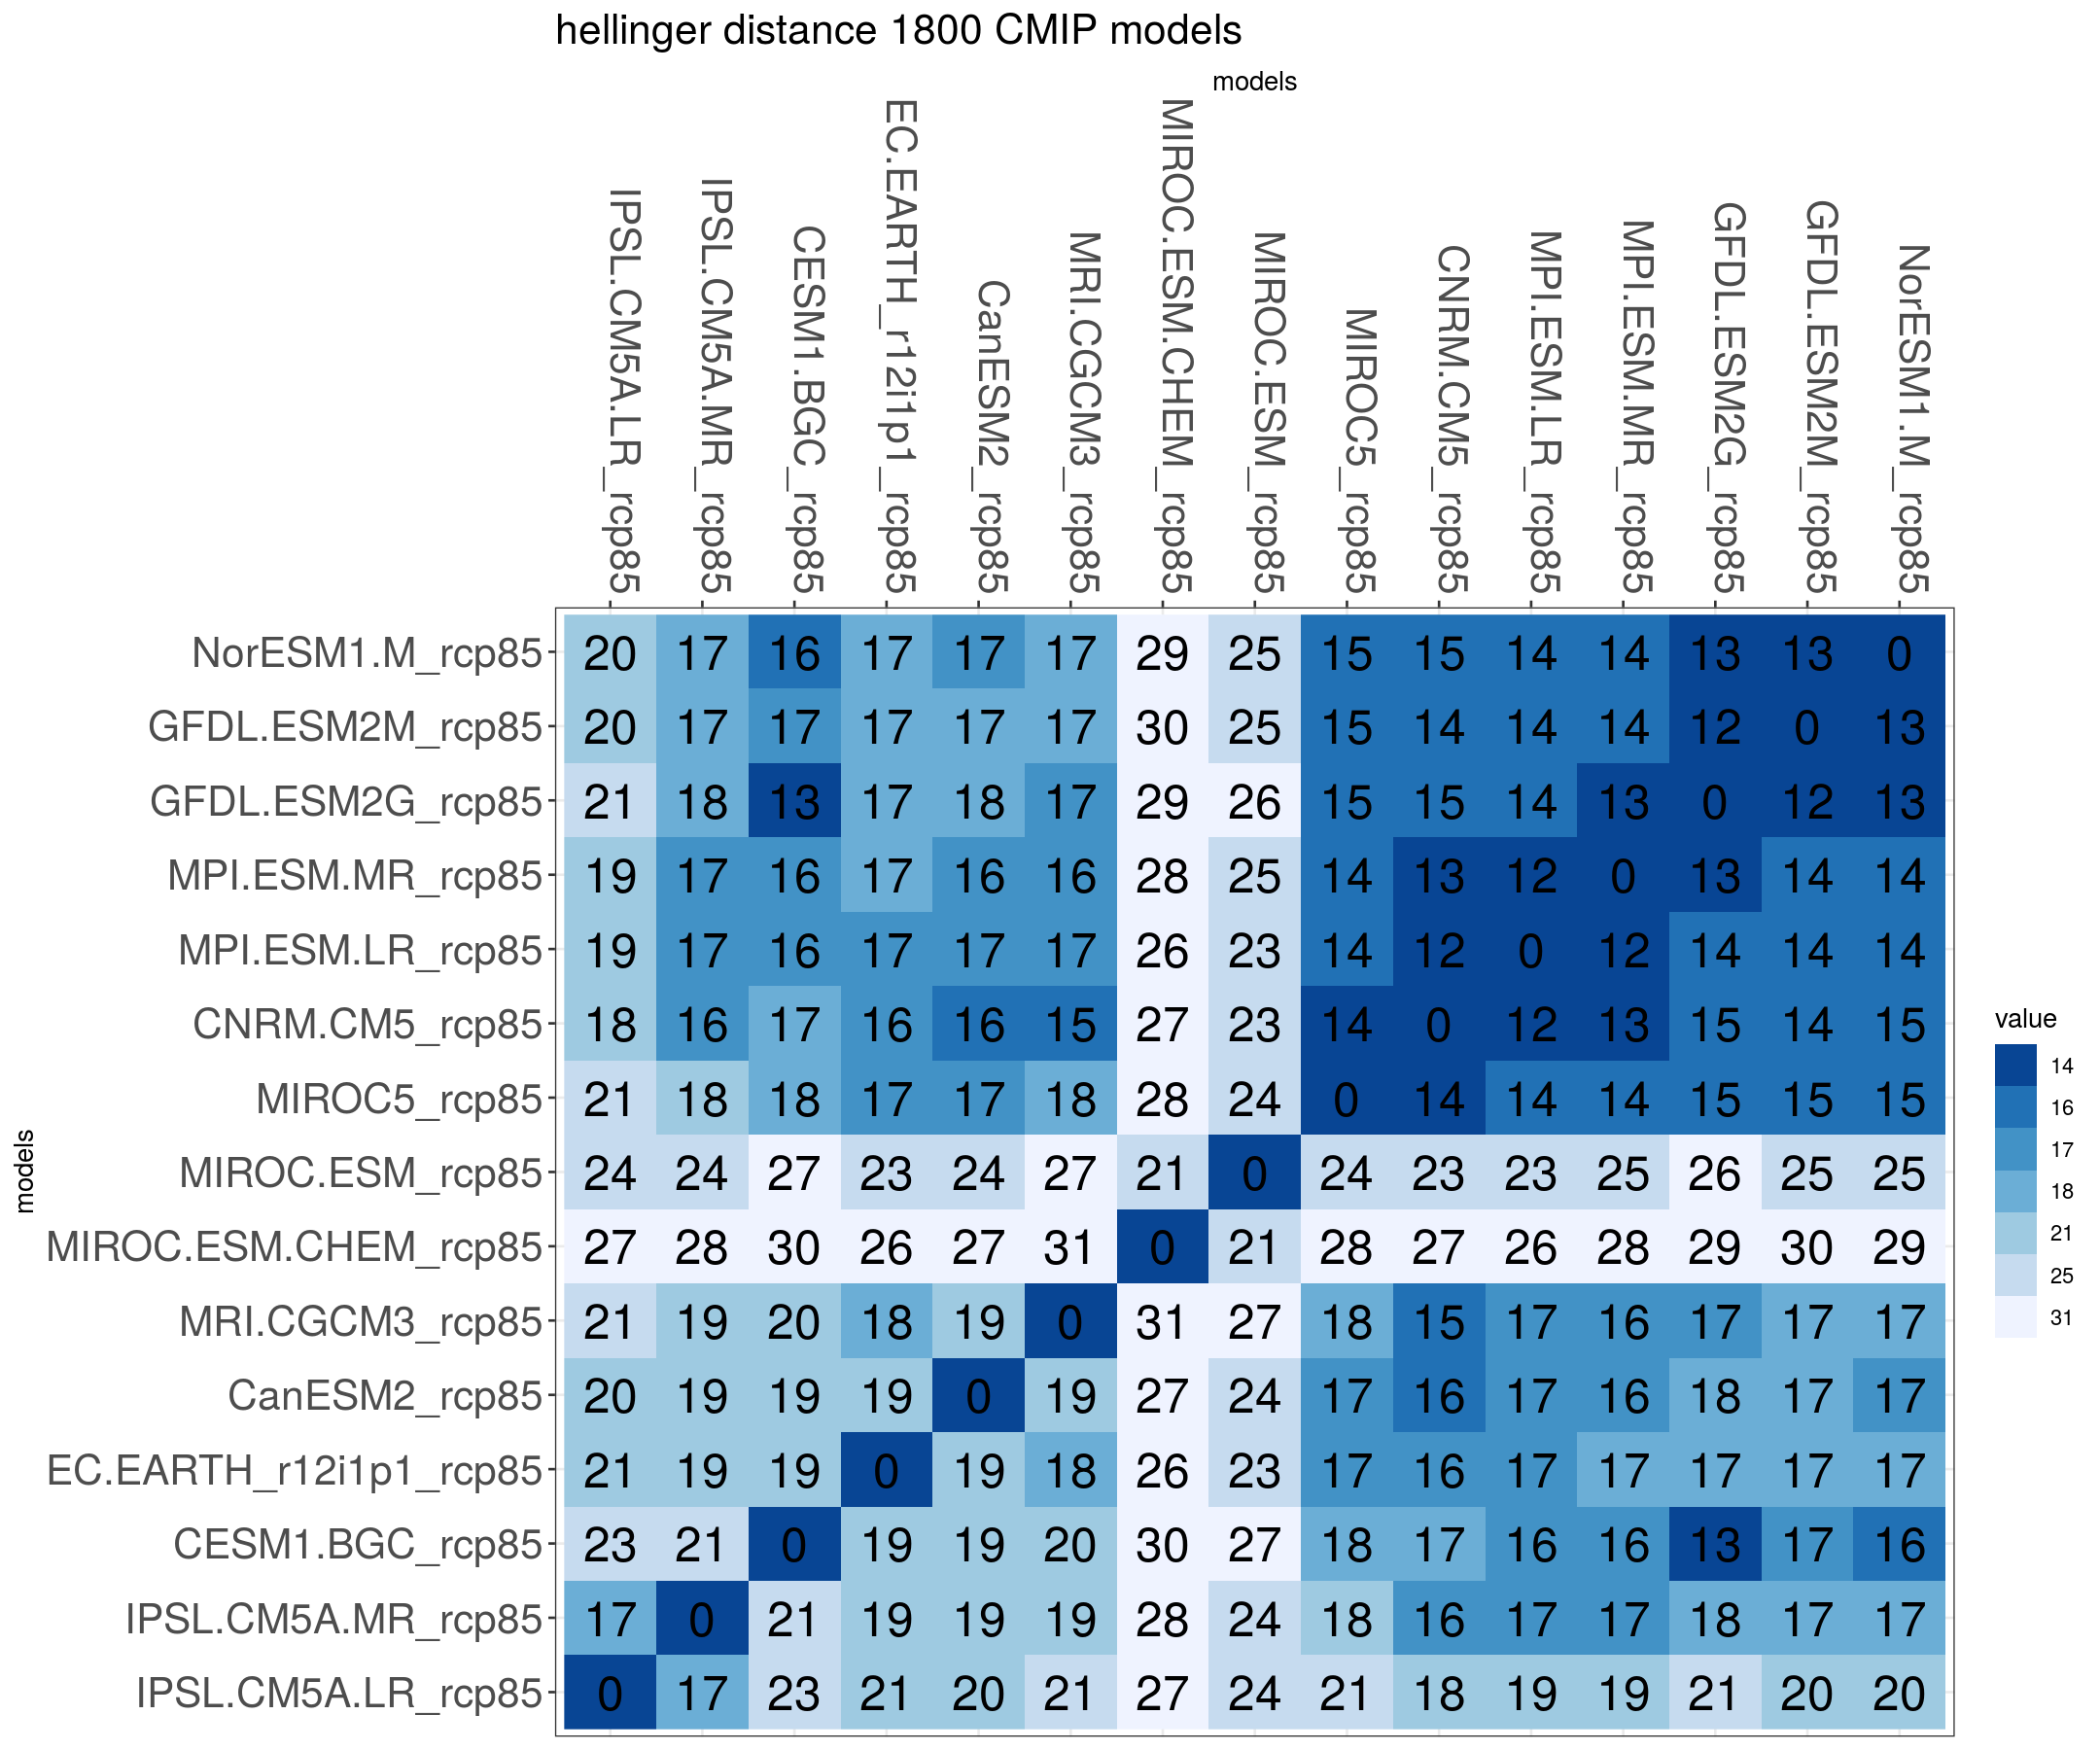 hellinger distance 1800 CMIP models
models
IPSL.CM5A.LR_rcp85
IPSL.CM5A.MR_rcp85
CESM1.BGC_rcp85
EC.EARTH_r12i1p1_rcp85
CanESM2_rcp85
MRI.CGCM3_rcp85
MIROC.ESM.CHEM_rcp85
MIROC.ESM_rcp85
MIROC5_rcp85
CNRM.CM5_rcp85
MPI.ESM.LR_rcp85
MPI.ESM.MR_rcp85
GFDL.ESM2G_rcp85
GFDL.ESM2M_rcp85
NorESM1.M_rcp85
NorESM1.M_rcp85 20 17 16 17 17 17 29 25 15 15 14 14 13 13 0
GFDL.ESM2M_rcp85 20 17 17 17 17 17 30 25 15 14 14 14 12 0 13
GFDL.ESM2G_rcp85 21 18 13 17 18 17 29 26 15 15 14 13 0 12 13
MPI.ESM.MR_rcp85 19 17 16 17 16 16 28 25 14 13 12 0 13 14 14
MPI.ESM.LR_rcp85 19 17 16 17 17 17 26 23 14 12 0 12 14 14 14
CNRM.CM5_rcp85 18 16 17 16 16 15 27 23 14 0 12 13 15 14 15
MIROC5_rcp85 21 18 18 17 17 18 28 24 0 14 14 14 15 15 15
MIROC.ESM_rcp85 24 24 27 23 24 27 21 0 24 23 23 25 26 25 25
MIROC.ESM.CHEM_rcp85 27 28 30 26 27 31 0 21 28 27 26 28 29 30 29
MRI.CGCM3_rcp85 21 19 20 18 19 0 31 27 18 15 17 16 17 17 17
CanESM2_rcp85 20 19 19 19 0 19 27 24 17 16 17 16 18 17 17
EC.EARTH_r12i1p1_rcp85 21 19 19 0 19 18 26 23 17 16 17 17 17 17 17
CESM1.BGC_rcp85 23 21 0 19 19 20 30 27 18 17 16 16 13 17 16
IPSL.CM5A.MR_rcp85 17 0 21 19 19 19 28 24 18 16 17 17 18 17 17
IPSL.CM5A.LR_rcp85 0 17 23 21 20 21 27 24 21 18 19 19 21 20 20
models
value
14
16
17
18
21
25
31